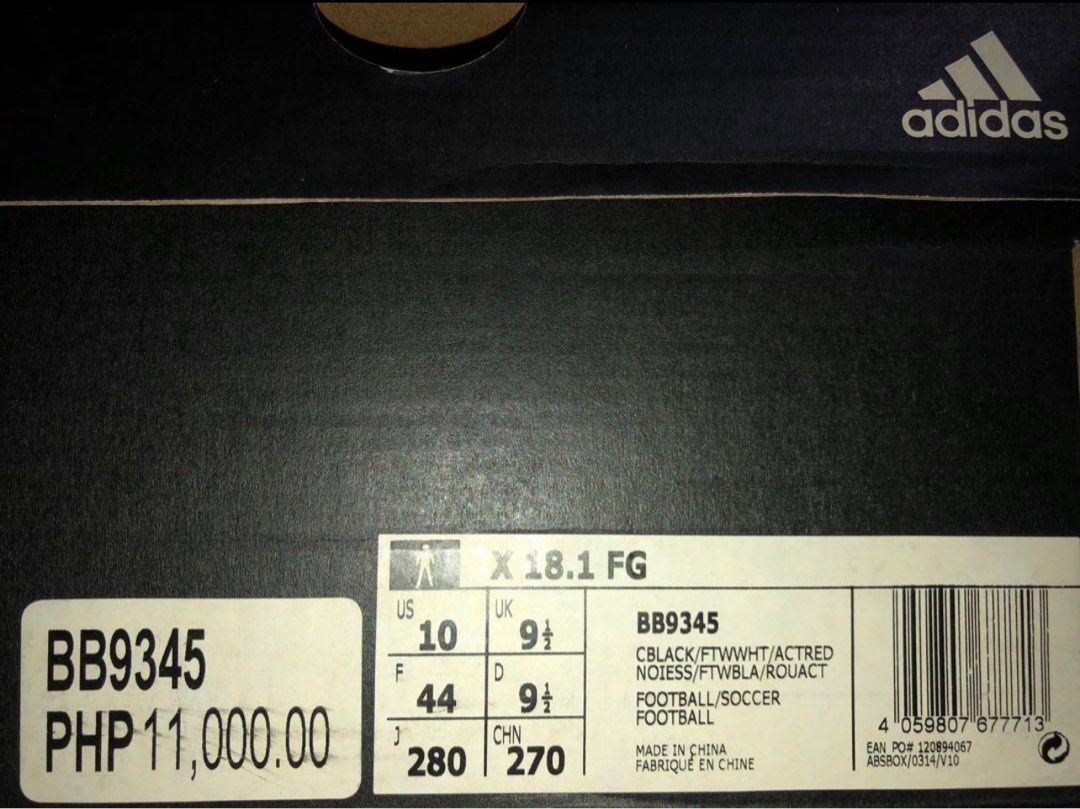 adidas
X 18.1 FG
US 10
UK 9½
F 44
D 9½
J 280
CHN 270
BB9345
CBLACK/FTWWHT/ACTRED
NOIESS/FTWBLA/ROUACT
FOOTBALL/SOCCER
FOOTBALL
MADE IN CHINA
FABRIQUÉ EN CHINE
4 059807 677713
EAN PO# 120894067
ABSBOX/0314/V10
BB9345
PHP 11,000.00